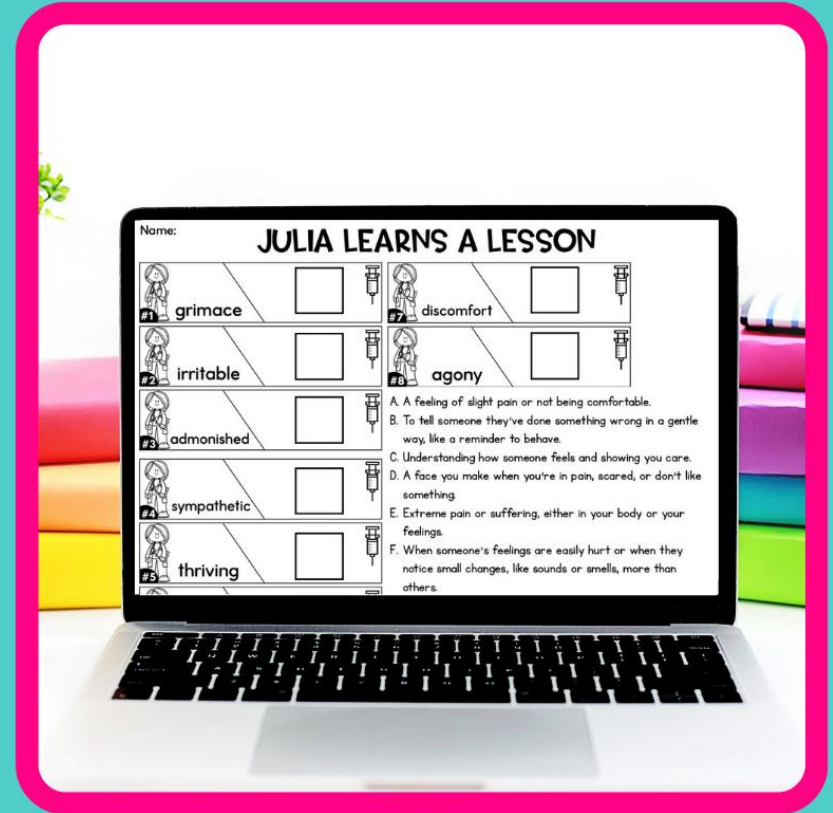 Name:
JULIA LEARNS A LESSON
#1 grimace
#2 irritable
#3 admonished
#4 sympathetic
#5 thriving
#7 discomfort
#8 agony
A. A feeling of slight pain or not being comfortable.
B. To tell someone they've done something wrong in a gentle
way, like a reminder to behave.
C. Understanding how someone feels and showing you care.
D. A face you make when you're in pain, scared, or don't like
something.
E. Extreme pain or suffering, either in your body or your
feelings.
F. When someone's feelings are easily hurt or when they
notice small changes, like sounds or smells, more than
others.